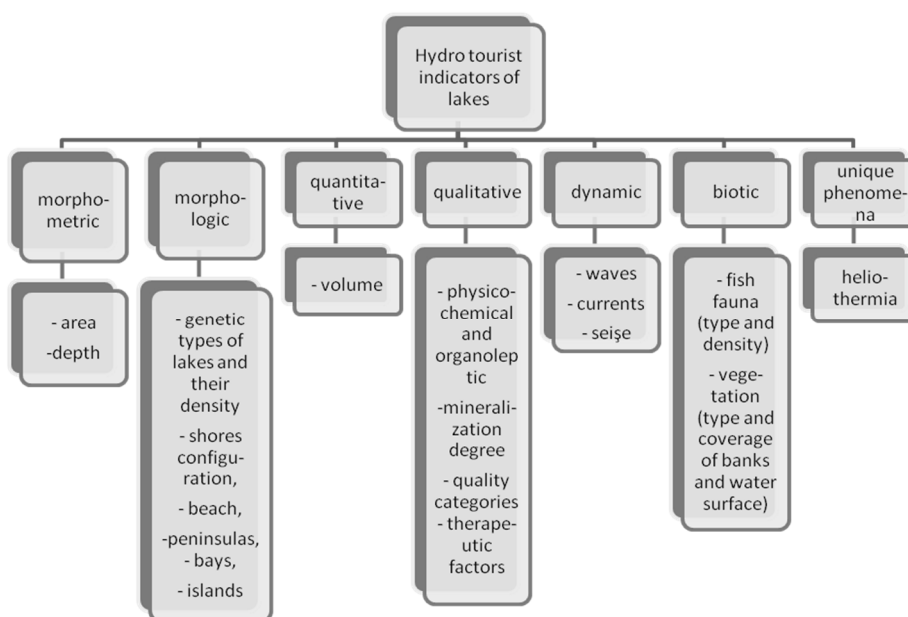 Hydro tourist
indicators of
lakes
morpho-
metric
- area
-depth
morpho-
logic
- genetic
types of
lakes and
their
density
- shores
configu-
ration,
- beach,
-peninsulas,
- bays,
- islands
quantita-
tive
- volume
qualitative
- physico-
chemical
and
organolep
tic
-minerali-
zation
degree
- quality
categories
- therape-
utic
factors
dynamic
- waves
- currents
- seişe
biotic
- fish
fauna
(type and
density)
- vege-
tation
(type and
coverage
of banks
and water
surface)
unique
phenome-
na
helio-
thermia